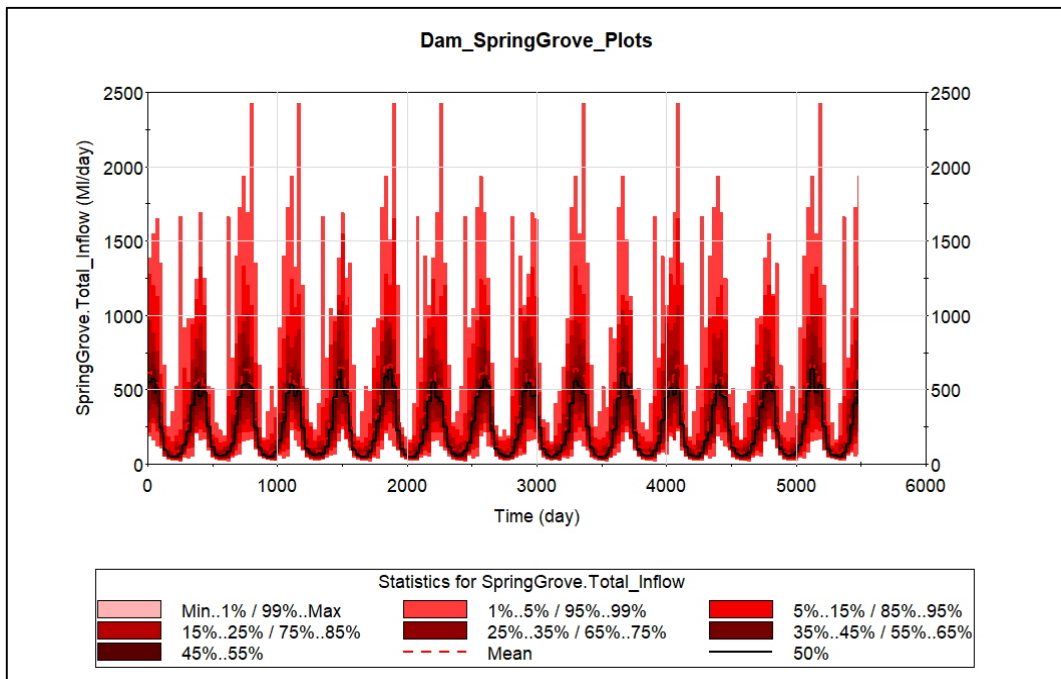 Dam_SpringGrove_Plots
2500 2500
2000 2000
1500 1500
1000 1000
500 500
0 0
SpringGrove.Total_Inflow (Ml/day)
0 1000 2000 3000 4000 5000 6000
Time (day)
Statistics for SpringGrove.Total_Inflow
Min..1% / 99%..Max 1%..5% / 95%..99% 5%..15% / 85%..95%
15%..25% / 75%..85% 25%..35% / 65%..75% 35%..45% / 55%..65%
45%..55% Mean 50%